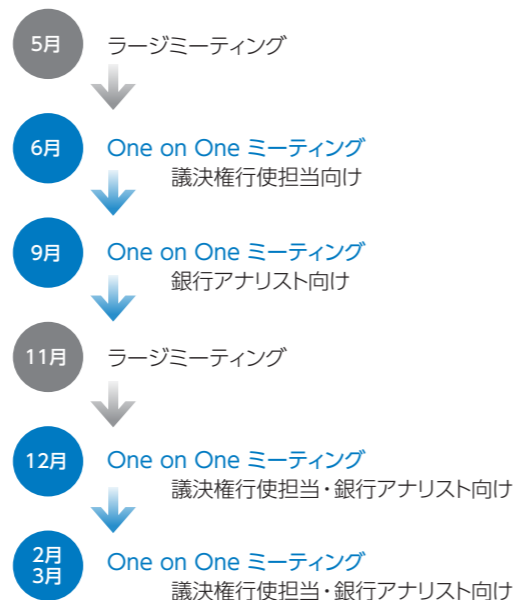 5月
ラージミーティング
6月
One on One ミーティング
議決権行使担当向け
9月
One on One ミーティング
銀行アナリスト向け
11月
ラージミーティング
12月
One on One ミーティング
議決権行使担当・銀行アナリスト向け
2月
3月
One on One ミーティング
議決権行使担当・銀行アナリスト向け